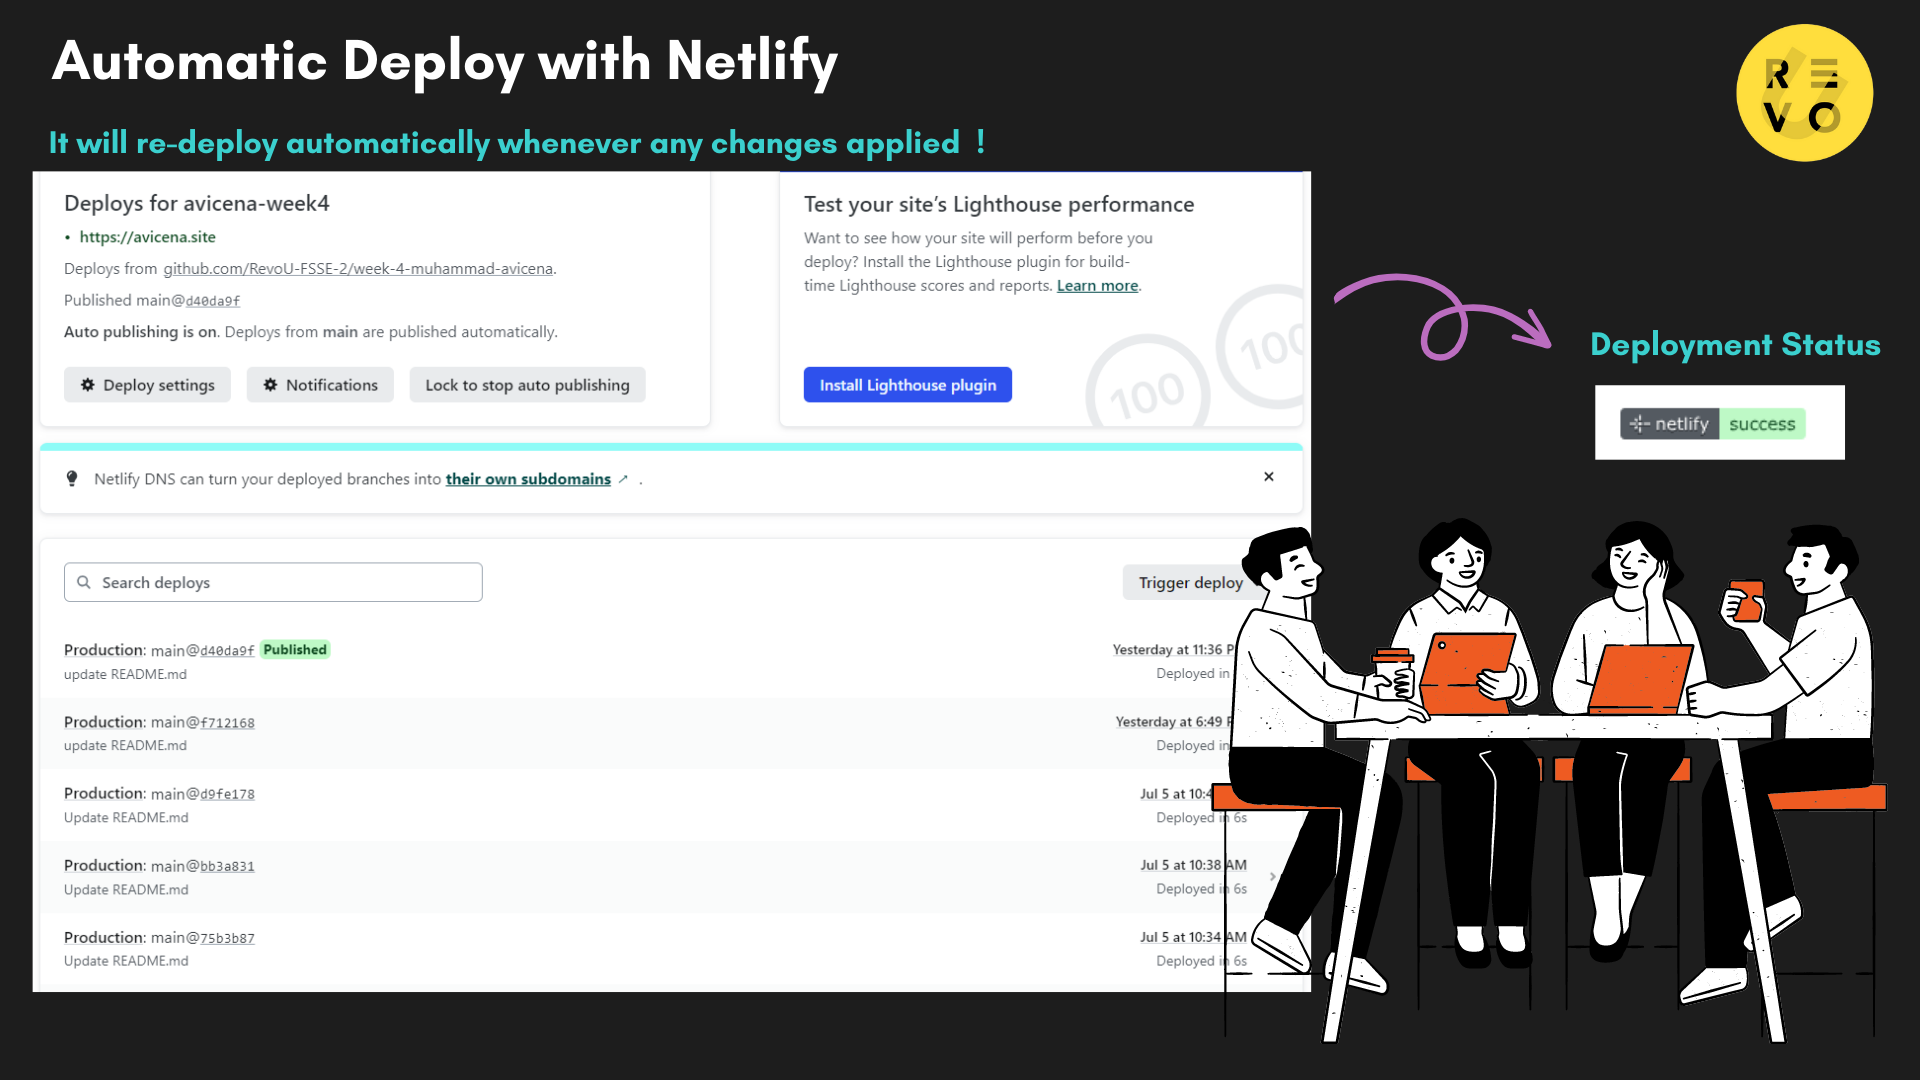 Automatic Deploy with Netlify
It will re-deploy automatically whenever any changes applied !
R E
V O
Deploys for avicena-week4
• https://avicena.site
Deploys from github.com/RevoU-FSSE-2/week-4-muhammad-avicena.
Published main@d40da9f
Auto publishing is on. Deploys from main are published automatically.
Deploy settings
Notifications
Lock to stop auto publishing
Test your site's Lighthouse performance
Want to see how your site will perform before you
deploy? Install the Lighthouse plugin for build-
time Lighthouse scores and reports. Learn more.
Install Lighthouse plugin
100
100
Deployment Status
netlify success
Netlify DNS can turn your deployed branches into their own subdomains ↗ .
Search deploys
Trigger deploy
Production: main@d40da9f Published
Yesterday at 11:36
update README.md
Deployed in
Production: main@f712168
Yesterday at 6:49
update README.md
Deployed in
Production: main@d9fe178
Jul 5 at
Update README.md
Deployed in 6s
Production: main@bb3a831
Jul 5 at 10:38 AM
Update README.md
Deployed in 6s
Production: main@75b3b87
Jul 5 at 10:34 AM
Update README.md
Deployed in 6s